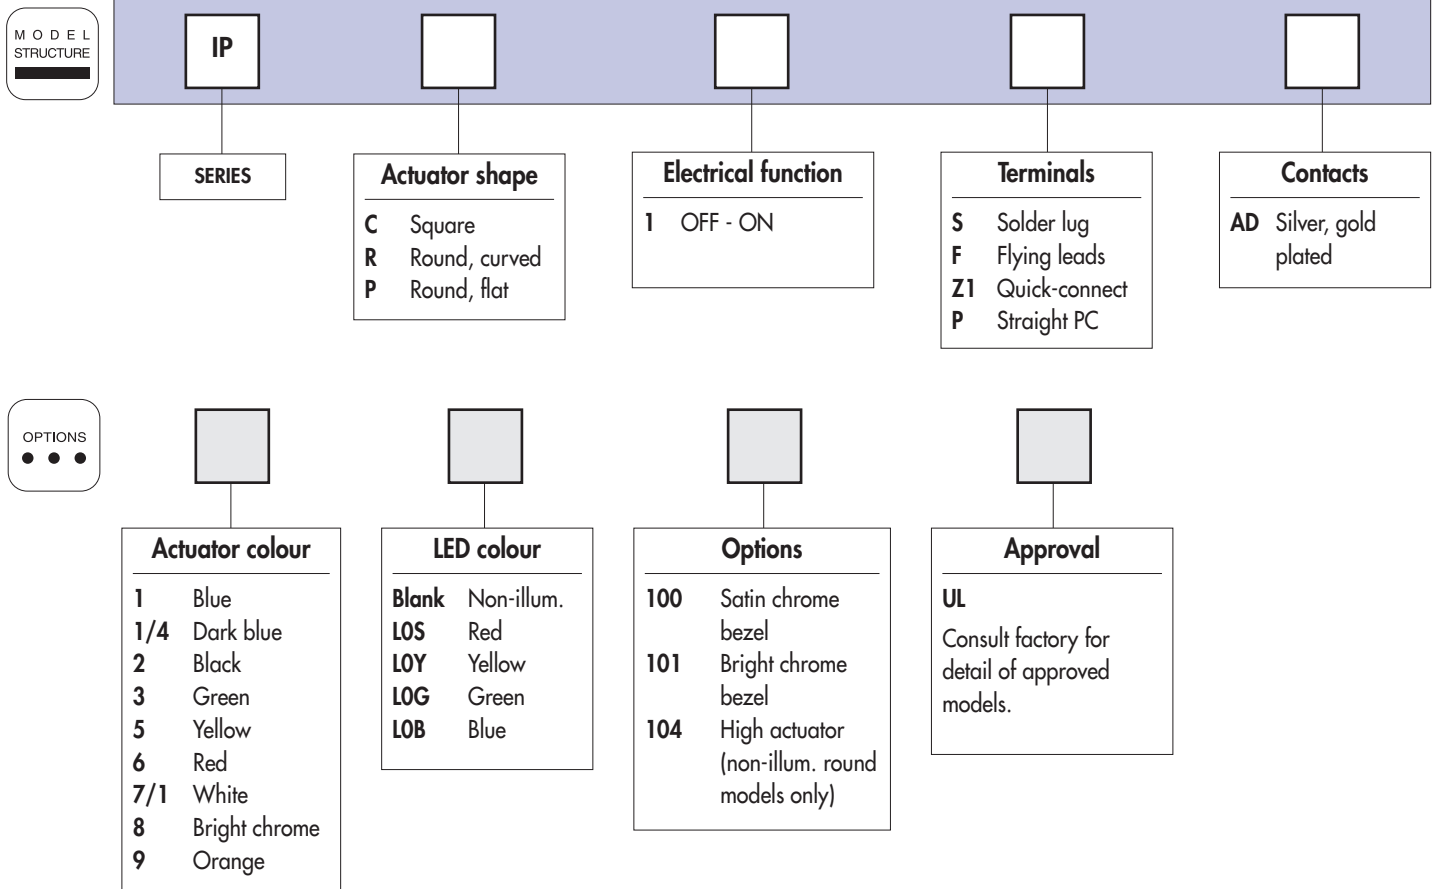 MODEL
STRUCTURE
IP
SERIES
Actuator shape
C Square
R Round, curved
P Round, flat
Electrical function
1 OFF - ON
Terminals
S Solder lug
F Flying leads
Z1 Quick-connect
P Straight PC
Contacts
AD Silver, gold
plated
OPTIONS
Actuator colour
1 Blue
1/4 Dark blue
2 Black
3 Green
5 Yellow
6 Red
7/1 White
8 Bright chrome
9 Orange
LED colour
Blank Non-illum.
L0S Red
L0Y Yellow
L0G Green
L0B Blue
Options
100 Satin chrome
bezel
101 Bright chrome
bezel
104 High actuator
(non-illum. round
models only)
Approval
UL
Consult factory for
detail of approved
models.